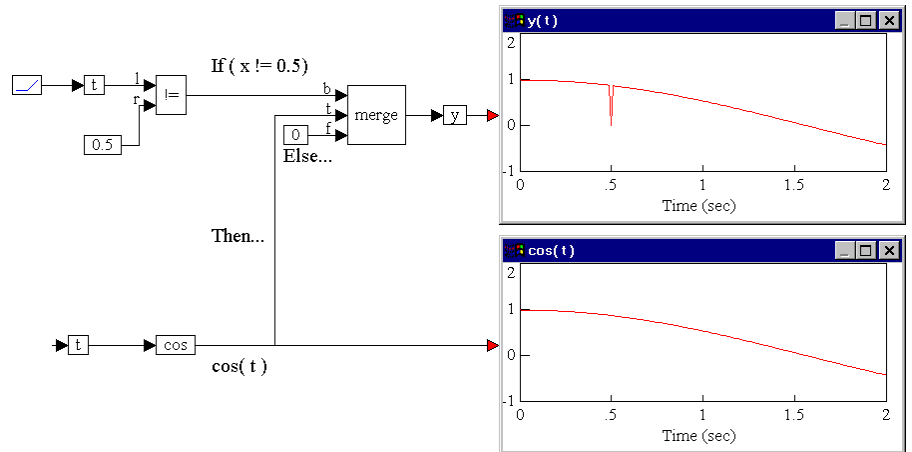 y(t)
2
1
0
-1
0
.5
1
1.5
2
Time (sec)
If ( x != 0.5)
t
l
r
!=
0.5
b
t
f
0
merge
y
Else...
Then...
cos(t)
2
1
0
-1
0
.5
1
1.5
2
Time (sec)
t
cos
cos( t )